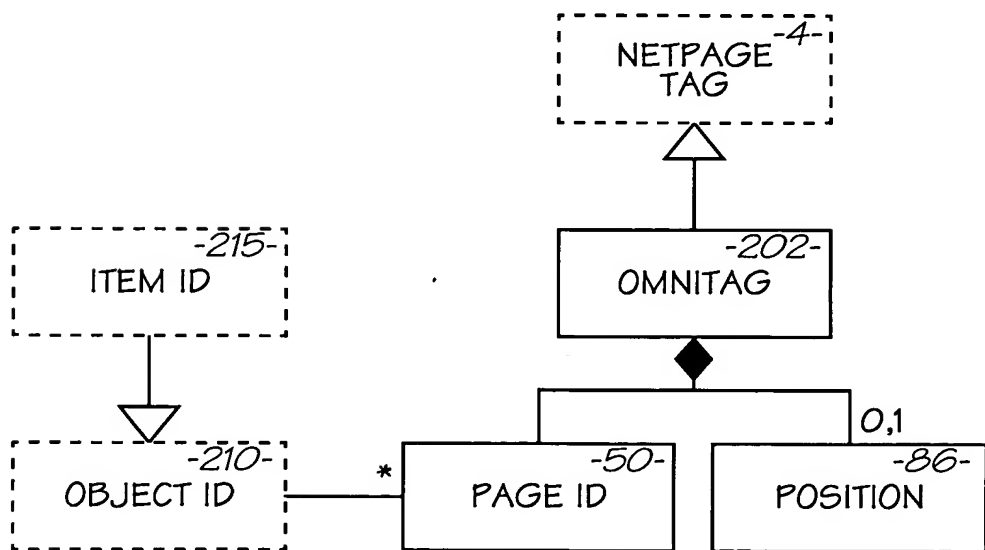 -4-
NETPAGE
TAG
-215-
ITEM ID
-202-
OMNITAG
0,1
-210-
OBJECT ID
*
-50-
PAGE ID
-86-
POSITION